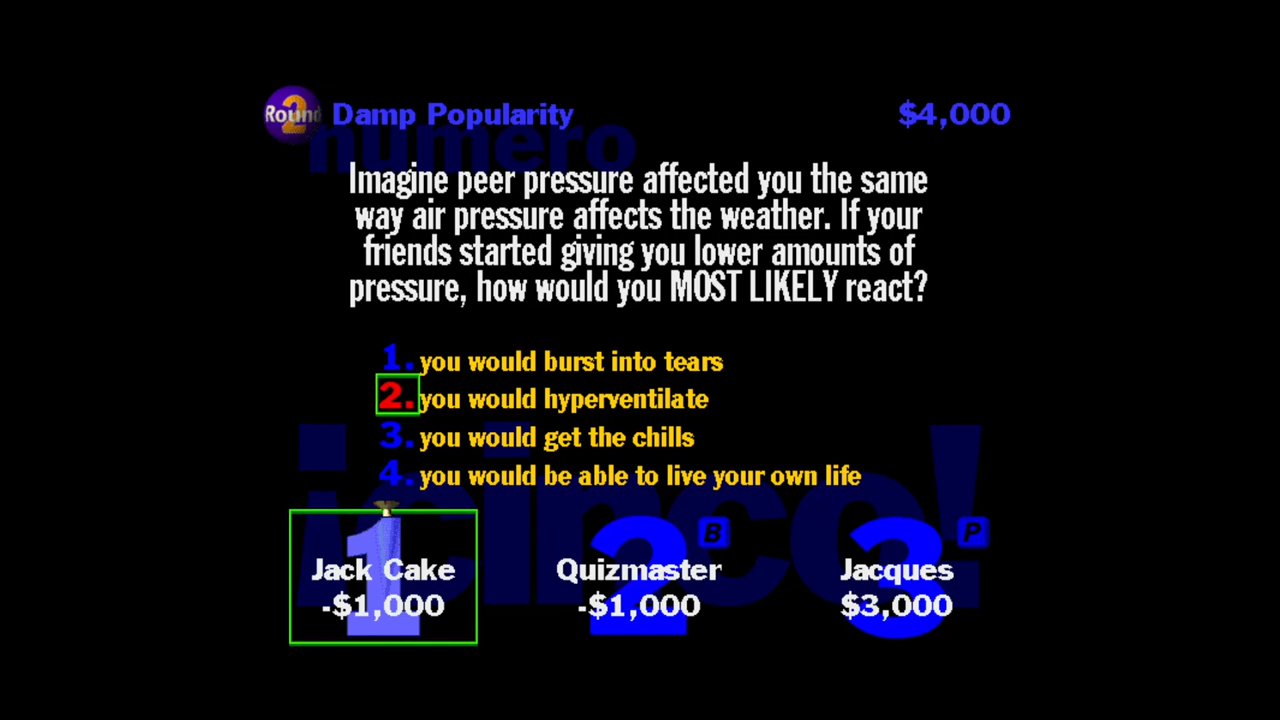 Round 2 Damp Popularity $4,000
numero
Imagine peer pressure affected you the same
way air pressure affects the weather. If your
friends started giving you lower amounts of
pressure, how would you MOST LIKELY react?
1. you would burst into tears
2. you would hyperventilate
3. you would get the chills
4. you would be able to live your own life
¡cinco!
1 2 B 3 P
Jack Cake Quizmaster Jacques
-$1,000 -$1,000 $3,000